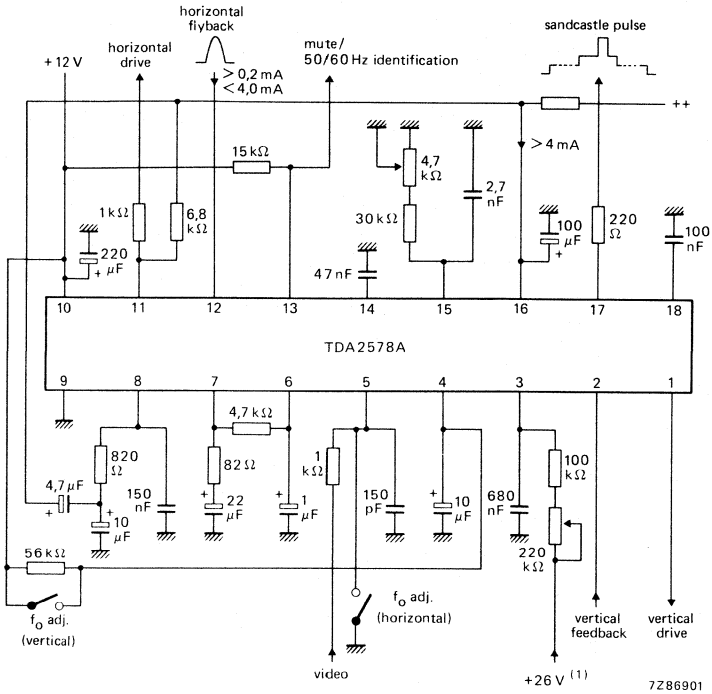 horizontal
flyback
sandcastle pulse
horizontal
drive
mute/
50/60 Hz identification
+12 V
> 0,2 mA
< 4,0 mA
++
> 4 mA
15 kΩ
4,7
kΩ
2,7
nF
1 kΩ
6,8
kΩ
30 kΩ
220
μF
+
47 nF
100
μF
+
220
Ω
100
nF
10
11
12
13
14
15
16
17
18
TDA2578A
9
8
7
6
5
4
3
2
1
4,7 kΩ
820
Ω
82 Ω
1
kΩ
100
kΩ
4,7 μF
+
+
10
μF
150
nF
+
22
μF
+
1
μF
150
pF
+
10
μF
680
nF
220
kΩ
56 kΩ
fo adj.
(vertical)
fo adj.
(horizontal)
vertical
feedback
vertical
drive
video
+26 V (1)
7Z86901